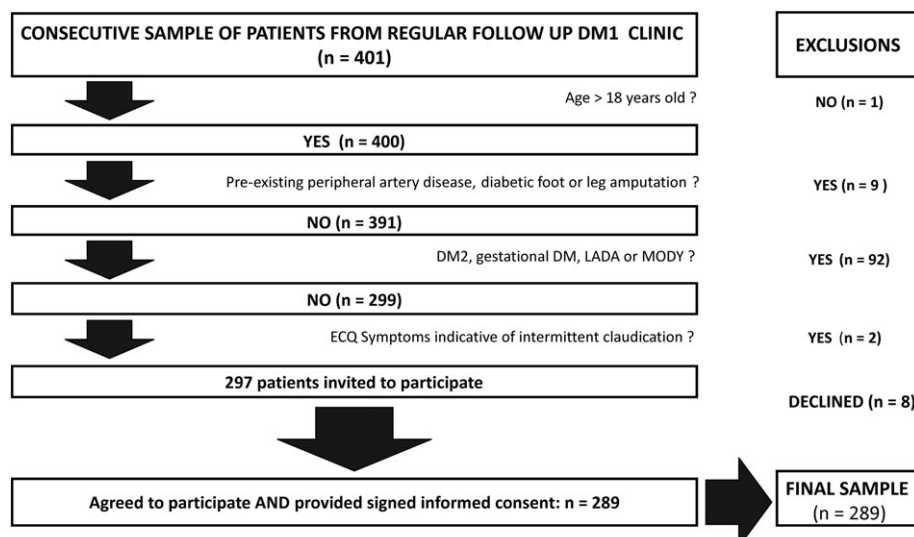 CONSECUTIVE SAMPLE OF PATIENTS FROM REGULAR FOLLOW UP DM1 CLINIC
(n = 401)
EXCLUSIONS
Age > 18 years old ?
NO (n = 1)
YES (n = 400)
Pre-existing peripheral artery disease, diabetic foot or leg amputation ?
YES (n = 9 )
NO (n = 391)
DM2, gestational DM, LADA or MODY ?
YES (n = 92)
NO (n = 299)
ECQ Symptoms indicative of intermittent claudication ?
YES (n = 2)
297 patients invited to participate
DECLINED (n = 8)
Agreed to participate AND provided signed informed consent: n = 289
FINAL SAMPLE
(n = 289)